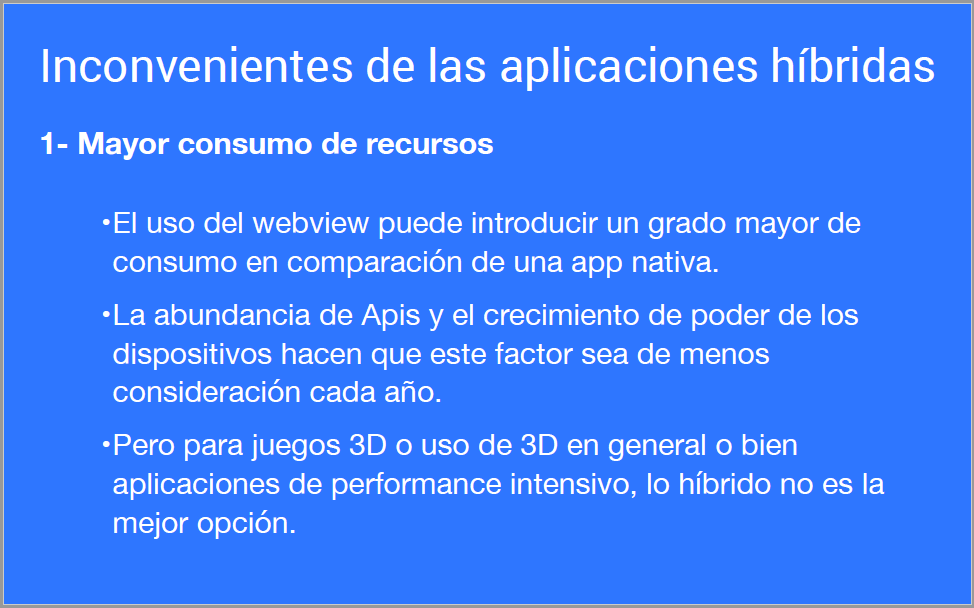 Inconvenientes de las aplicaciones híbridas
1- Mayor consumo de recursos
•El uso del webview puede introducir un grado mayor de
consumo en comparación de una app nativa.
•La abundancia de Apis y el crecimiento de poder de los
dispositivos hacen que este factor sea de menos
consideración cada año.
•Pero para juegos 3D o uso de 3D en general o bien
aplicaciones de performance intensivo, lo híbrido no es la
mejor opción.